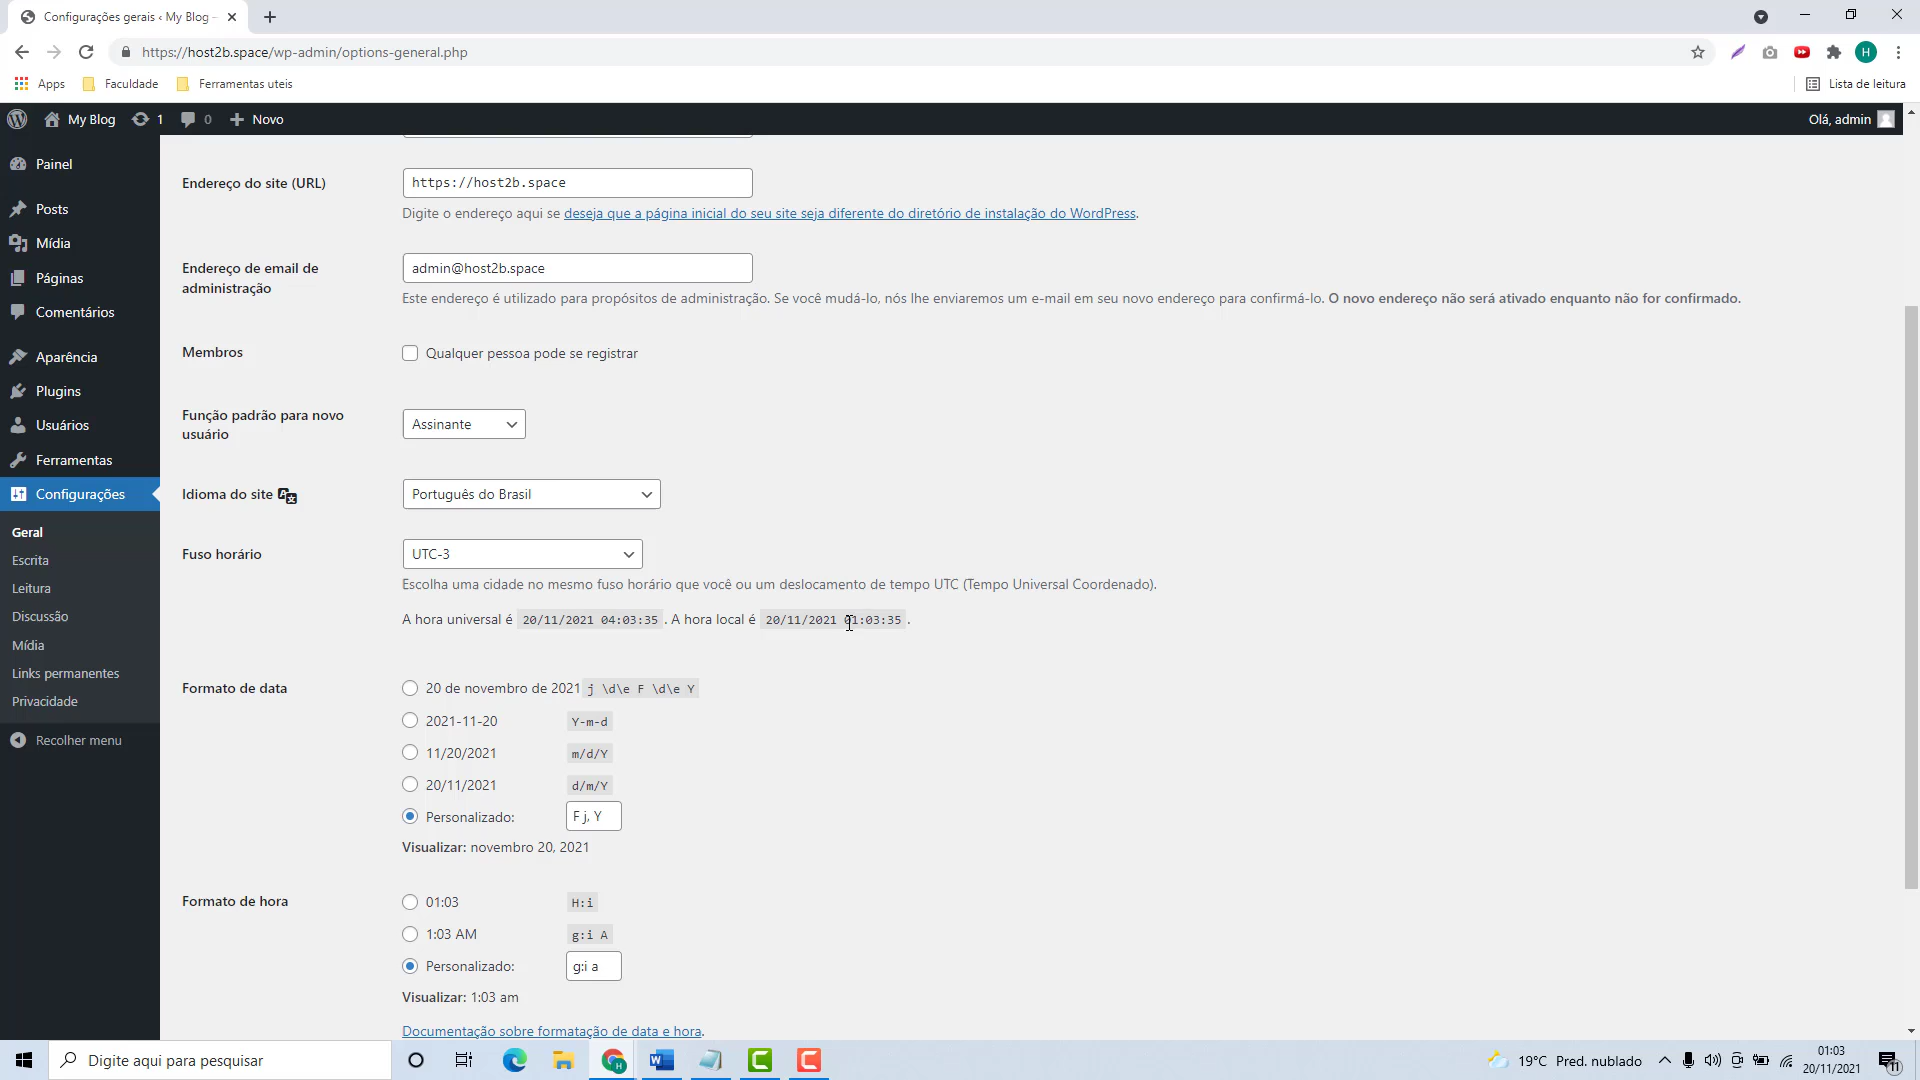 Configurações gerais ‹ My Blog –
https://host2b.space/wp-admin/options-general.php
H
Apps
Faculdade
Ferramentas uteis
Lista de leitura
My Blog
1
0
Novo
Olá, admin
Painel
Posts
Mídia
Páginas
Comentários
Aparência
Plugins
Usuários
Ferramentas
Configurações
Geral
Escrita
Leitura
Discussão
Mídia
Links permanentes
Privacidade
Recolher menu
Endereço do site (URL)
https://host2b.space
Digite o endereço aqui se deseja que a página inicial do seu site seja diferente do diretório de instalação do WordPress.
Endereço de email de
administração
admin@host2b.space
Este endereço é utilizado para propósitos de administração. Se você mudá-lo, nós lhe enviaremos um e-mail em seu novo endereço para confirmá-lo. O novo endereço não será ativado enquanto não for confirmado.
Membros
Qualquer pessoa pode se registrar
Função padrão para novo
usuário
Assinante
Idioma do site
Português do Brasil
Fuso horário
UTC-3
Escolha uma cidade no mesmo fuso horário que você ou um deslocamento de tempo UTC (Tempo Universal Coordenado).
A hora universal é 20/11/2021 04:03:35 . A hora local é 20/11/2021 01:03:35 .
Formato de data
20 de novembro de 2021 j \d\e F \d\e Y
2021-11-20 Y-m-d
11/20/2021 m/d/Y
20/11/2021 d/m/Y
Personalizado: F j, Y
Visualizar: novembro 20, 2021
Formato de hora
01:03 H:i
1:03 AM g:i A
Personalizado: g:i a
Visualizar: 1:03 am
Documentação sobre formatação de data e hora.
Digite aqui para pesquisar
19°C Pred. nublado
01:03
20/11/2021
11